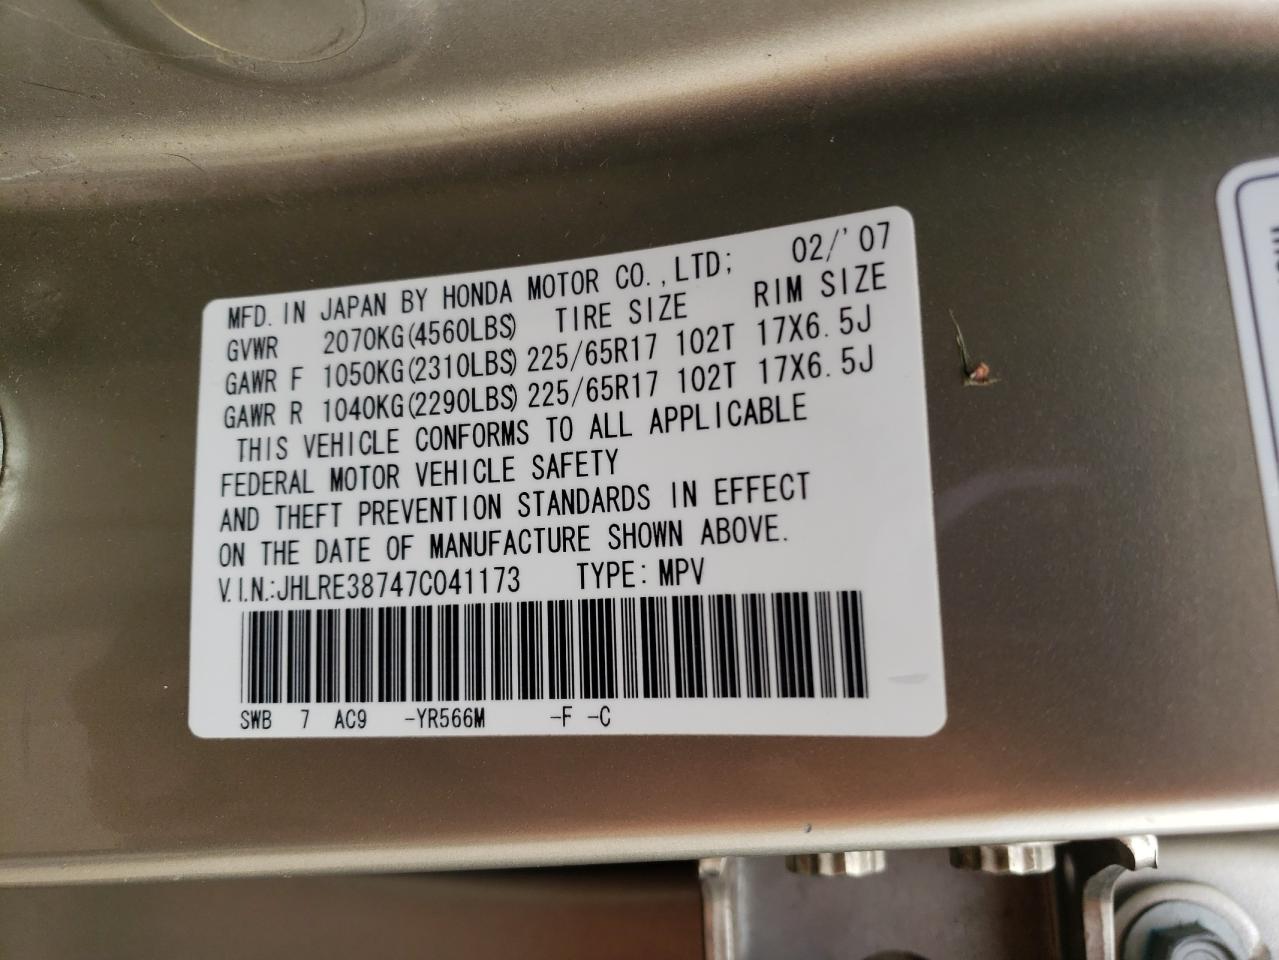 MFD. IN JAPAN BY HONDA MOTOR CO.,LTD; 02/'07
GVWR 2070KG(4560LBS) TIRE SIZE RIM SIZE
GAWR F 1050KG(2310LBS) 225/65R17 102T 17X6.5J
GAWR R 1040KG(2290LBS) 225/65R17 102T 17X6.5J
THIS VEHICLE CONFORMS TO ALL APPLICABLE
FEDERAL MOTOR VEHICLE SAFETY
AND THEFT PREVENTION STANDARDS IN EFFECT
ON THE DATE OF MANUFACTURE SHOWN ABOVE.
V.I.N.:JHLRE38747C041173 TYPE: MPV
SWB 7 AC9 -YR566M -F -C